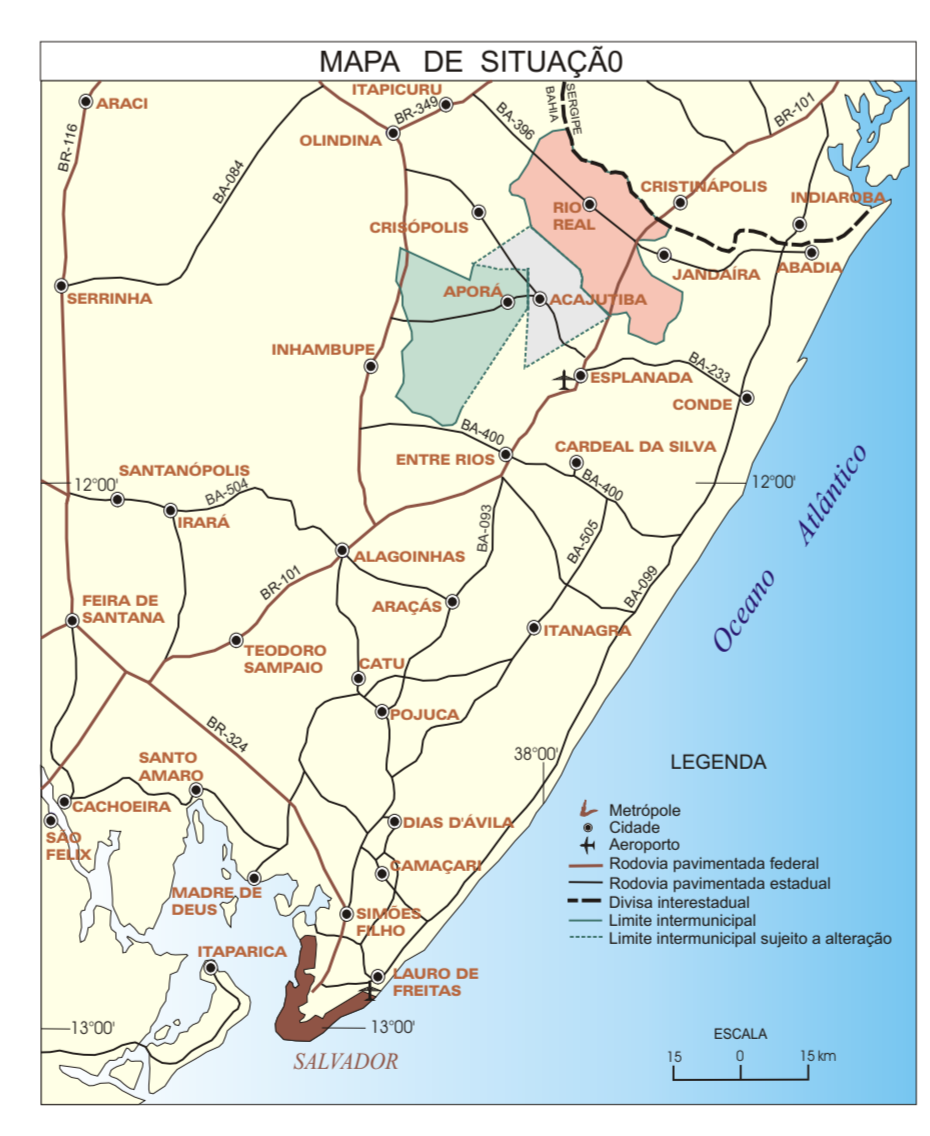 MAPA DE SITUAÇÃ0
ITAPICURU
ARACI
BR-349
OLINDINA
BR-116
BA-084
BA-396
BAHIA
SERGIPE
BR-101
CRISTINÁPOLIS
INDIAROBA
RIO
REAL
CRISÓPOLIS
JANDAÍRA
ABADIA
SERRINHA
APORÁ
ACAJUTIBA
INHAMBUPE
ESPLANADA
BA-233
CONDE
BA-400
ENTRE RIOS
CARDEAL DA SILVA
BA-400
SANTANÓPOLIS
12°00'
12°00'
BA-504
IRARÁ
BA-093
BA-505
BA-099
Oceano Atlântico
ALAGOINHAS
BR-101
FEIRA DE
SANTANA
ARAÇÁS
ITANAGRA
TEODORO
SAMPAIO
CATU
POJUCA
BR-324
38°00'
SANTO
AMARO
CACHOEIRA
SÃO
FELIX
DIAS D'ÁVILA
CAMAÇARI
MADRE DE
DEUS
SIMÕES
FILHO
ITAPARICA
LAURO DE
FREITAS
13°00'
13°00'
SALVADOR
LEGENDA
Metrópole
Cidade
Aeroporto
Rodovia pavimentada federal
Rodovia pavimentada estadual
Divisa interestadual
Limite intermunicipal
Limite intermunicipal sujeito a alteração
ESCALA
15 0 15 km